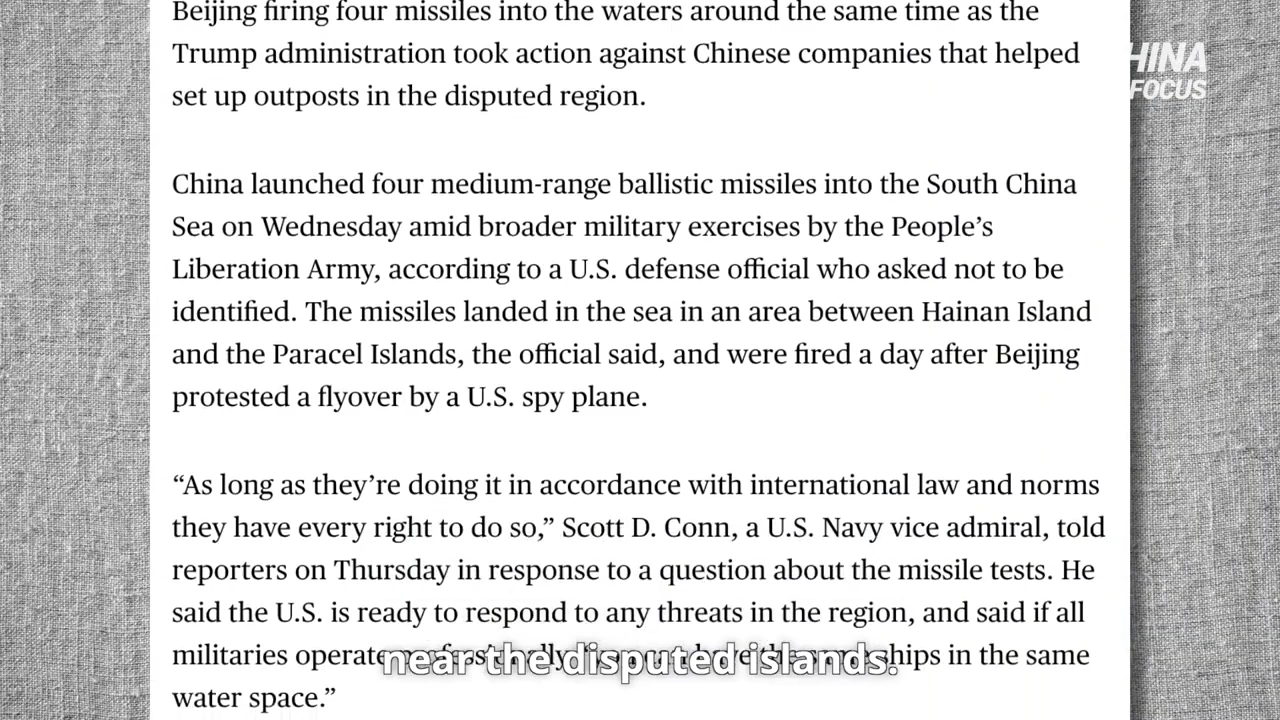 Beijing firing four missiles into the waters around the same time as the
Trump administration took action against Chinese companies that helped
set up outposts in the disputed region.
China launched four medium-range ballistic missiles into the South China
Sea on Wednesday amid broader military exercises by the People’s
Liberation Army, according to a U.S. defense official who asked not to be
identified. The missiles landed in the sea in an area between Hainan Island
and the Paracel Islands, the official said, and were fired a day after Beijing
protested a flyover by a U.S. spy plane.
“As long as they’re doing it in accordance with international law and norms
they have every right to do so,” Scott D. Conn, a U.S. Navy vice admiral, told
reporters on Thursday in response to a question about the missile tests. He
said the U.S. is ready to respond to any threats in the region, and said if all
militaries operate ships in the same
water space.”
near the disputed islands.
HINA
FOCUS